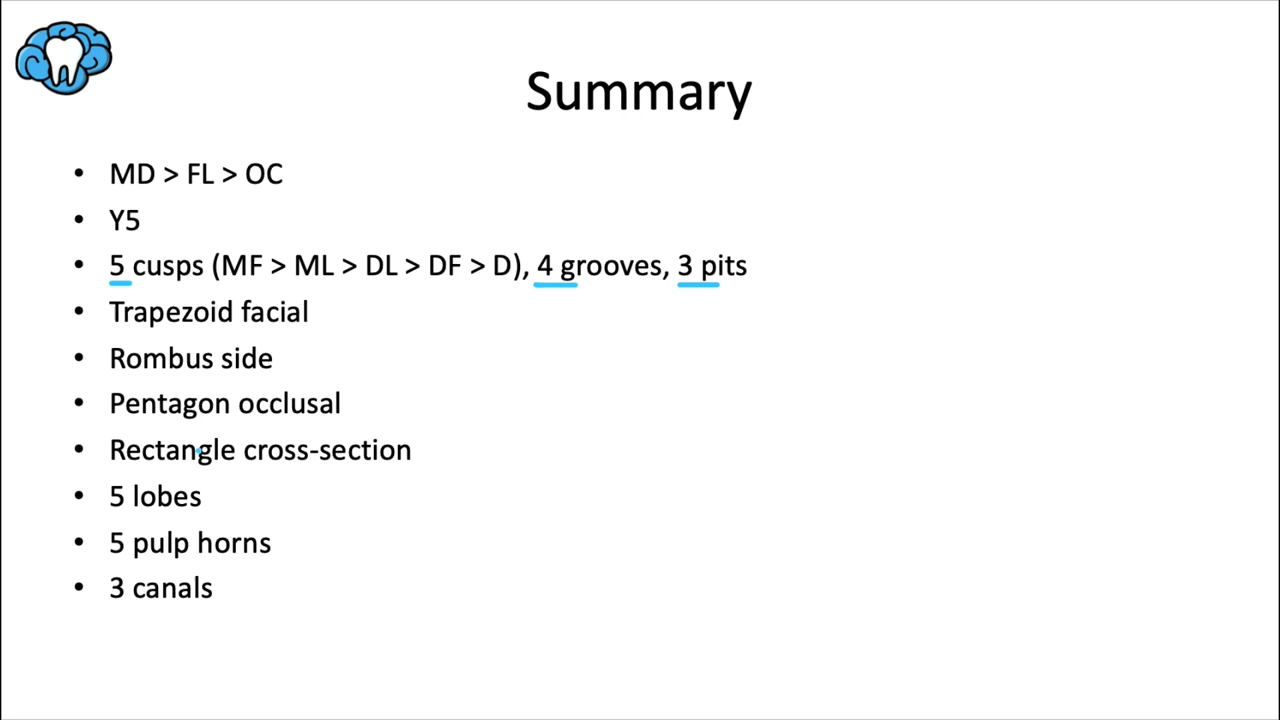 Summary
• MD > FL > OC
• Y5
• 5 cusps (MF > ML > DL > DF > D), 4 grooves, 3 pits
• Trapezoid facial
• Rombus side
• Pentagon occlusal
• Rectangle cross-section
• 5 lobes
• 5 pulp horns
• 3 canals